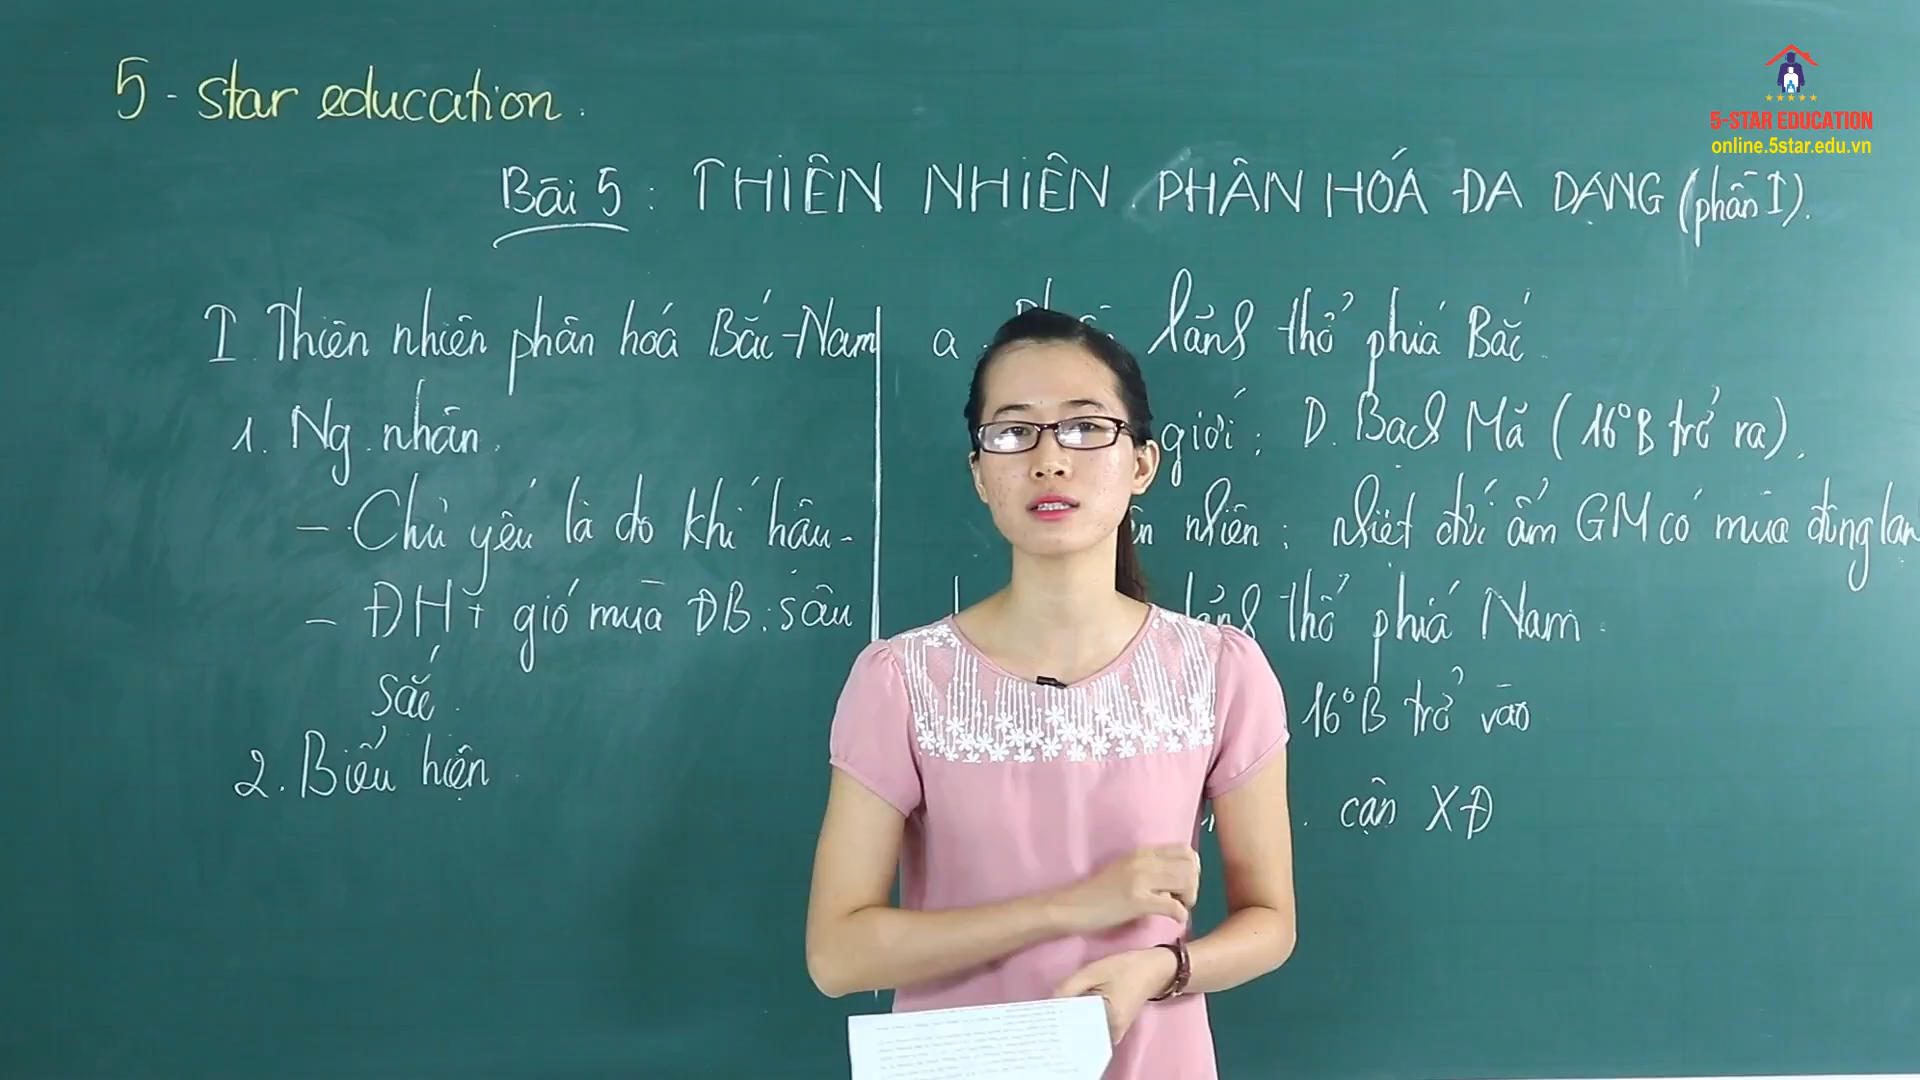 5 - star education.
5-STAR EDUCATION
online.5star.edu.vn
Bài 5: THIÊN NHIÊN PHÂN HÓA ĐA DẠNG (phần I).
I. Thiên nhiên phân hoá Bắc-Nam
1. Ng. nhân.
- Chủ yếu là do khí hậu.
- ĐH + gió mùa ĐB: sâu
sắc.
2. Biểu hiện.
a. lãnh thổ phía Bắc.
giới: D. Bạch Mã (16°B trở ra).
nhiên: nhiệt đới ẩm GM có mùa đông lạn
lãnh thổ phía Nam.
16°B trở vào
cận XĐ